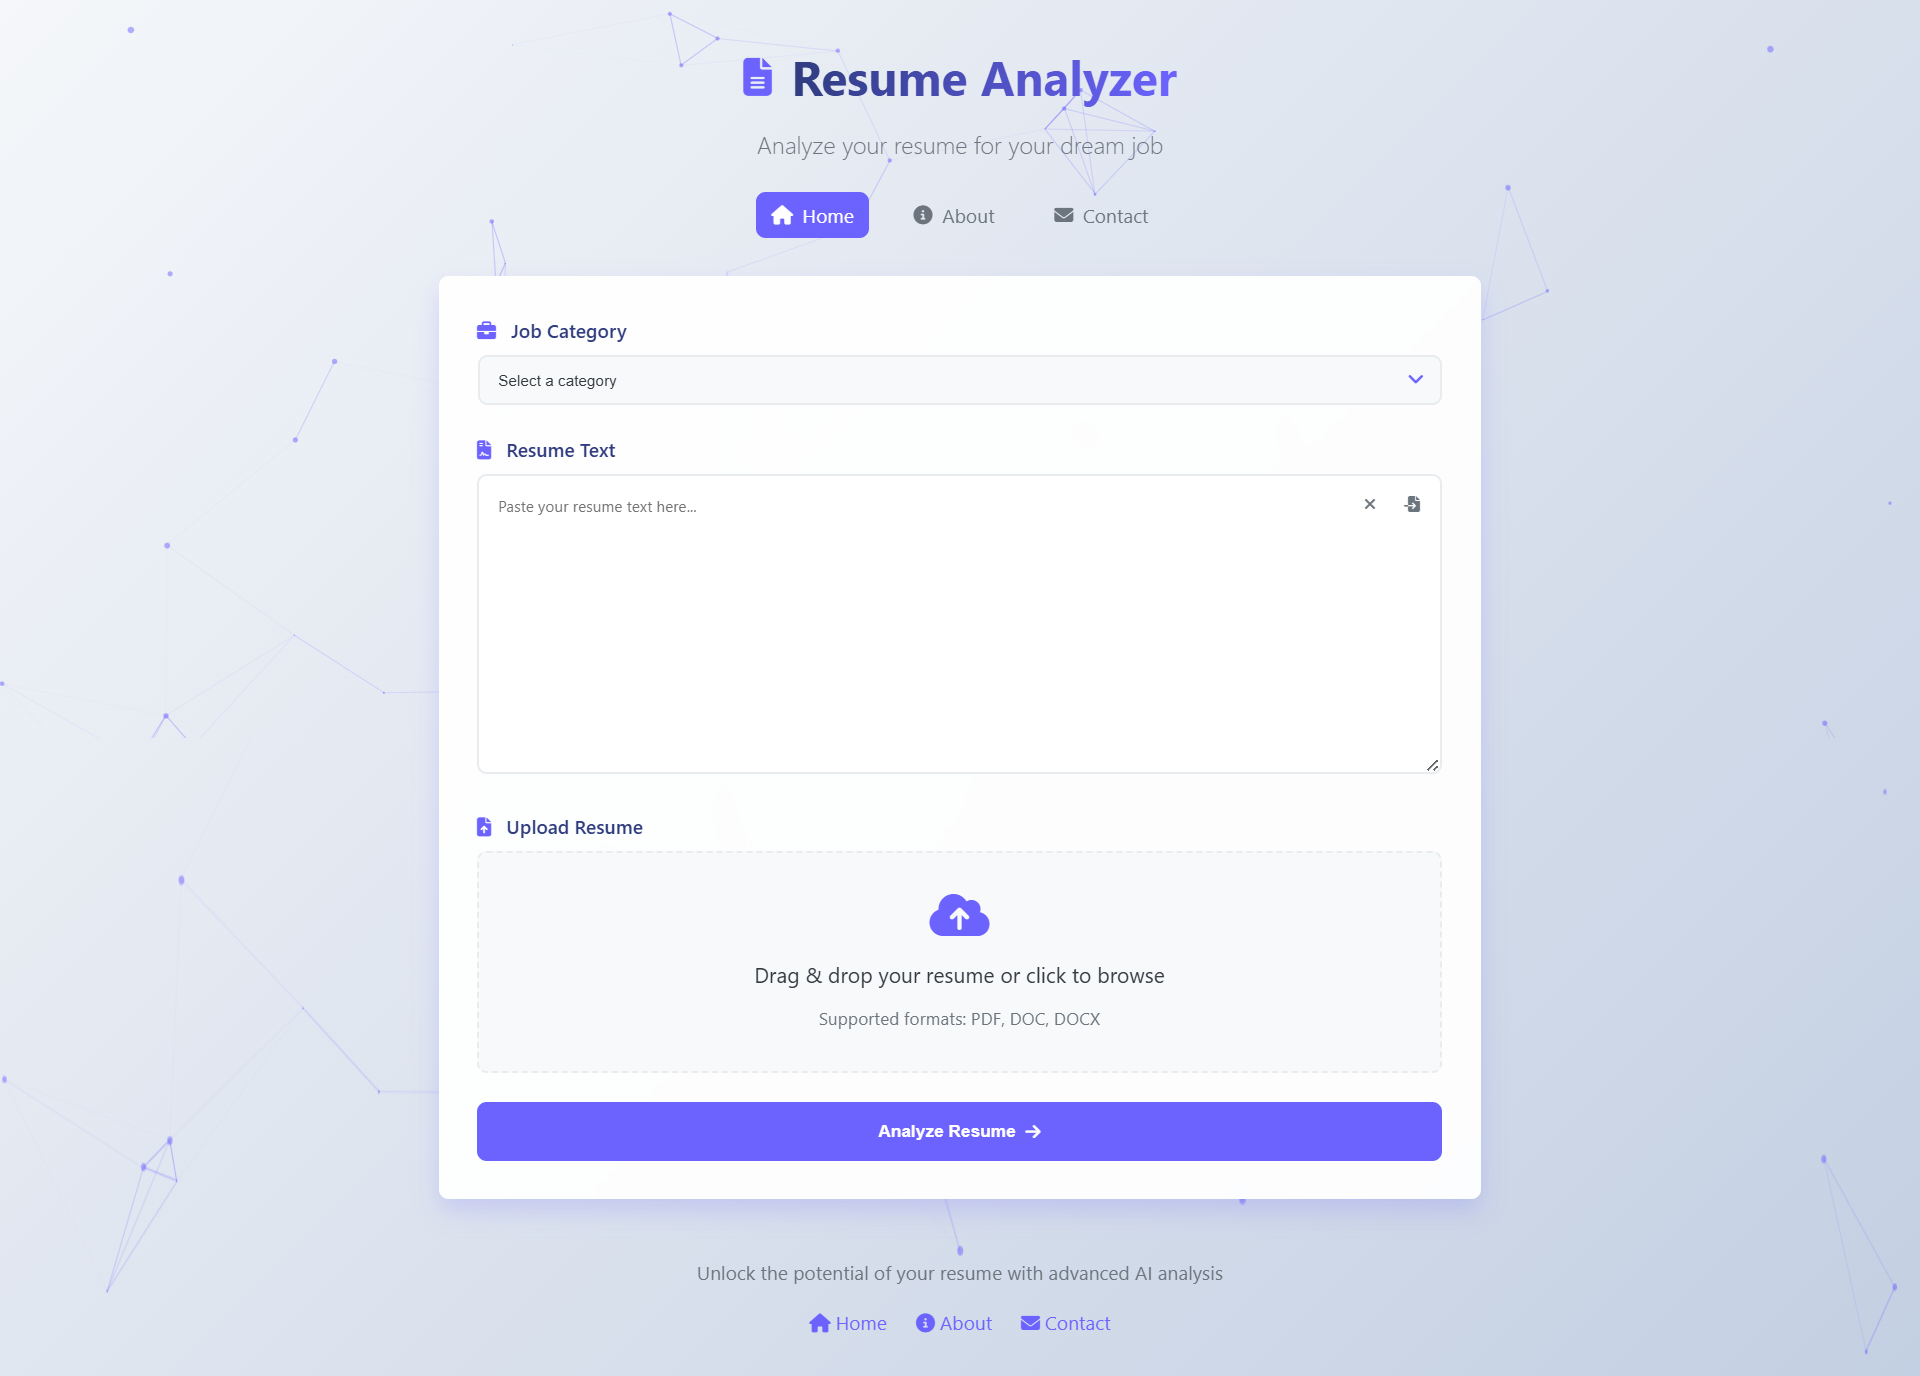 Resume Analyzer
Analyze your resume for your dream job
Home About Contact
Job Category
Select a category
Resume Text
Paste your resume text here...
Upload Resume
Drag & drop your resume or click to browse
Supported formats: PDF, DOC, DOCX
Analyze Resume
Unlock the potential of your resume with advanced AI analysis
Home About Contact